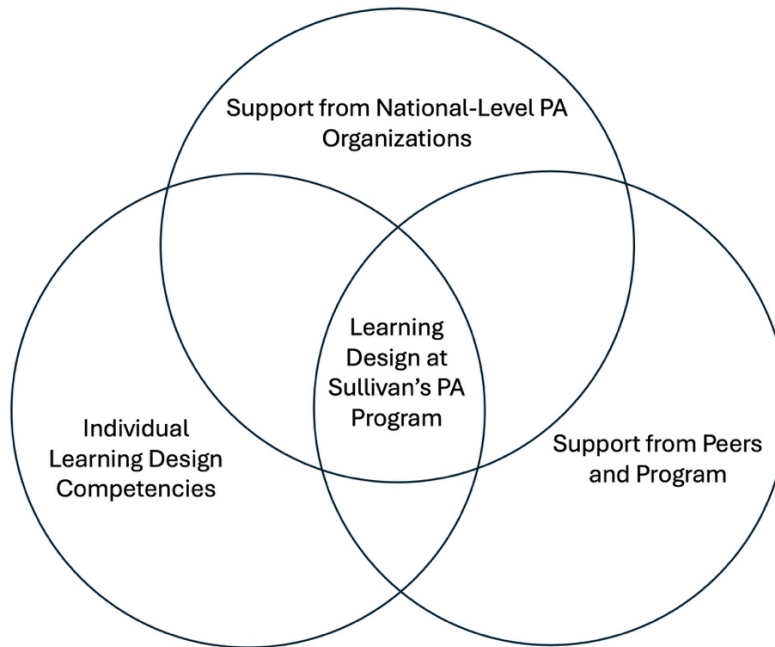 Support from National-Level PA
Organizations
Learning
Design at
Sullivan’s PA
Program
Individual
Learning Design
Competencies
Support from Peers
and Program